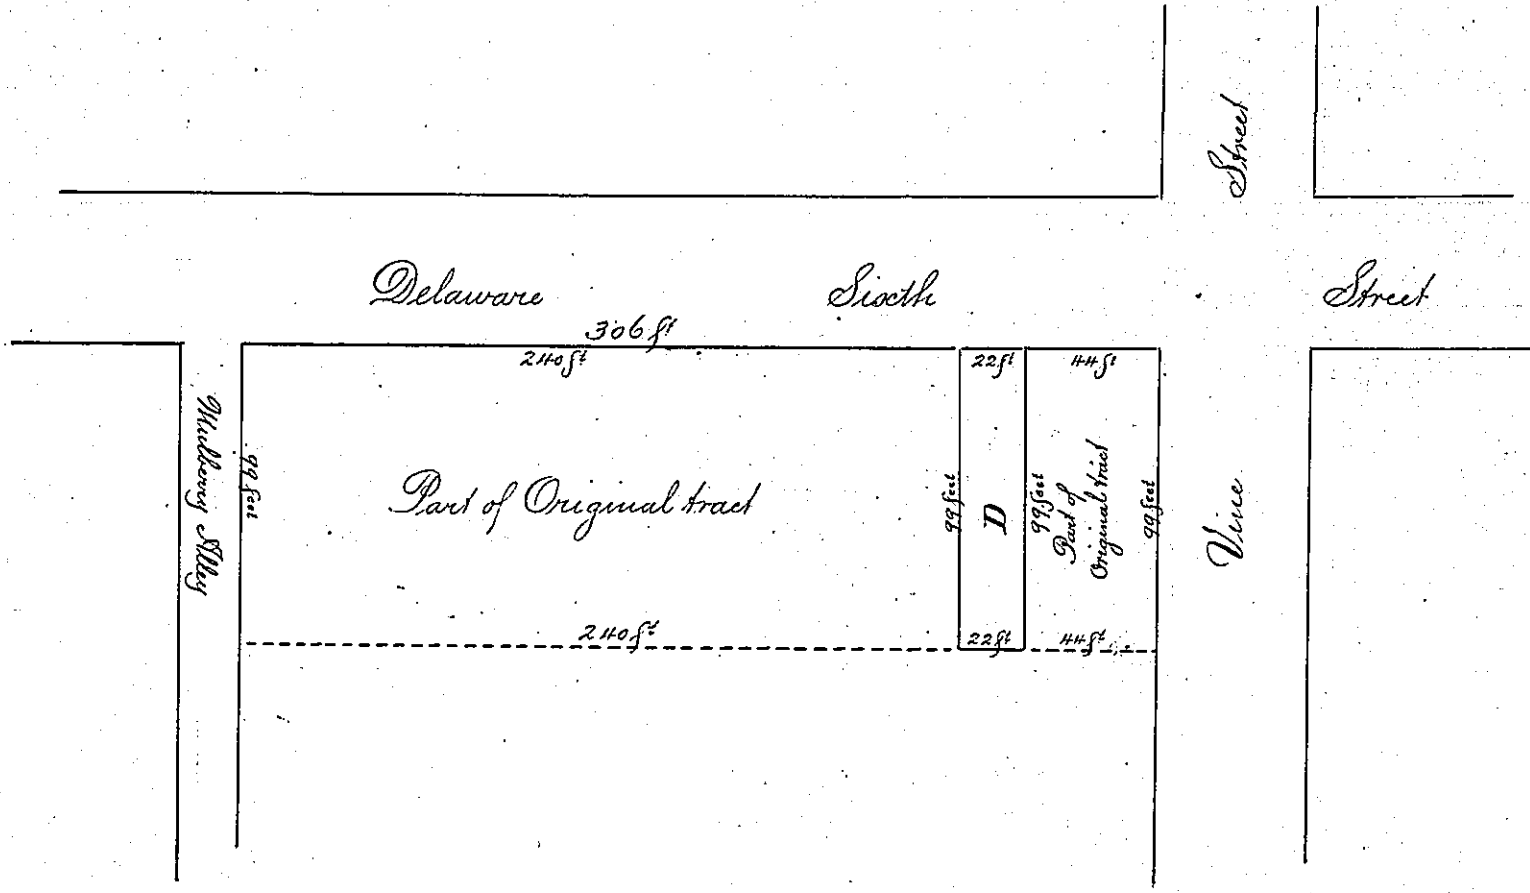 Street
Delaware Sixth Street
306 ft
240 ft 22 ft 44 ft
Mulberry Alley
99 feet
Part of Original tract
99 feet
D
99 feet
Part of
Original tract
99 feet
Vine
240 ft 22 ft 44 ft